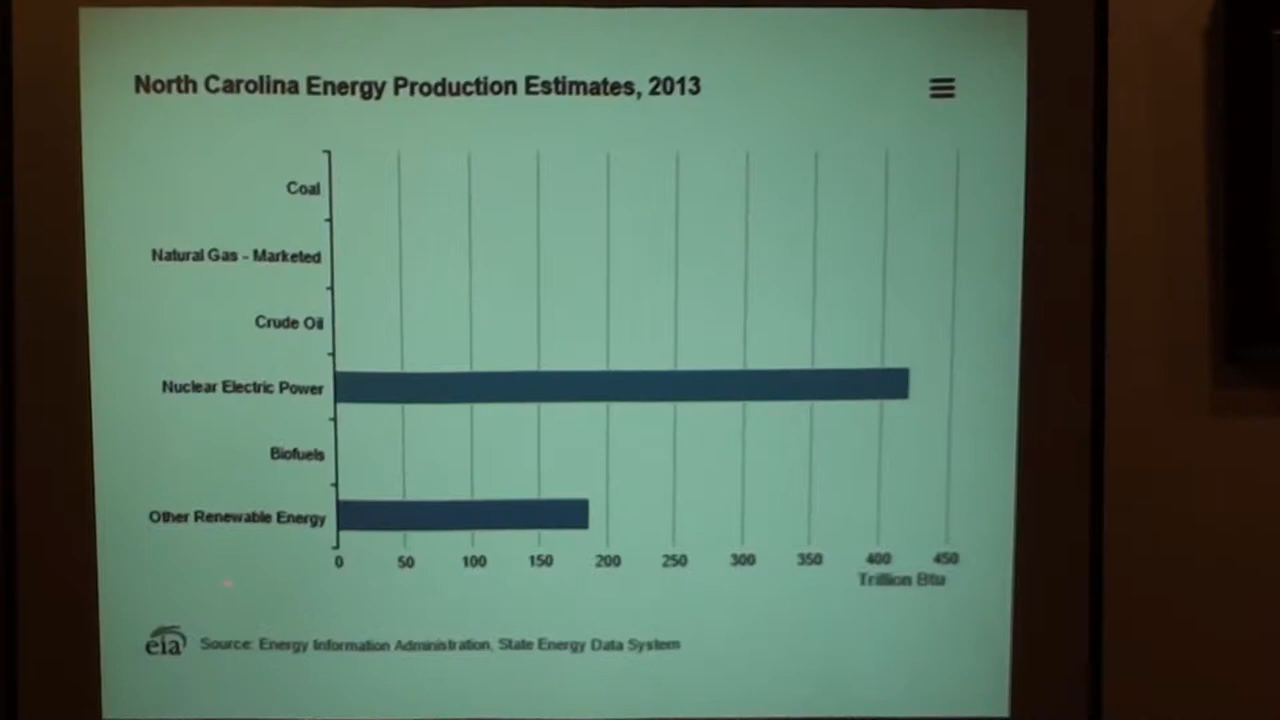 North Carolina Energy Production Estimates, 2013
Coal
Natural Gas - Marketed
Crude Oil
Nuclear Electric Power
Biofuels
Other Renewable Energy
0 50 100 150 200 250 300 350 400 450
Trillion Btu
eia Source: Energy Information Administration, State Energy Data System